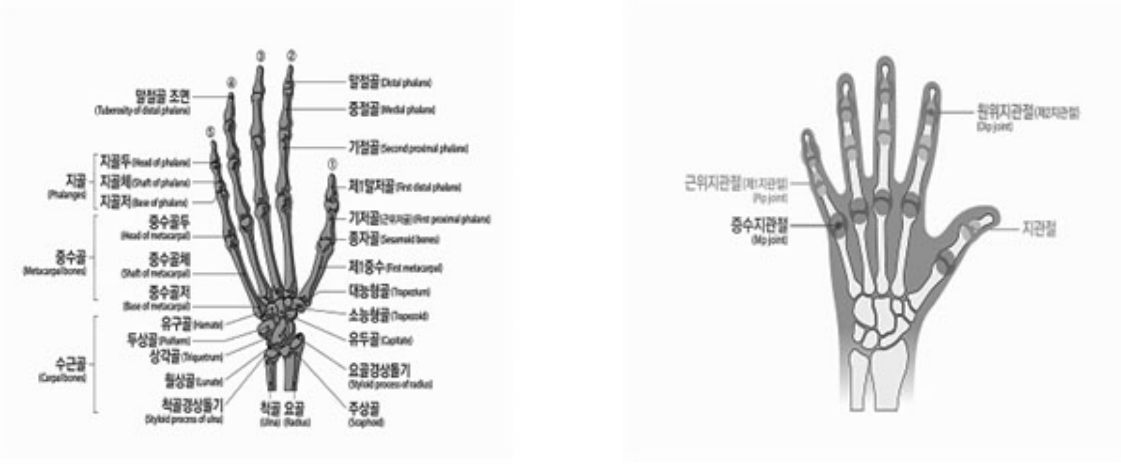 ③
②
④
⑤
①
말절골 조면
(Tuberosity of distal phalanx)
지골두(Head of phalanx)
지골
(Phalanges)
지골체(Shaft of phalanx)
지골저(Base of phalanx)
중수골두
(Head of metacarpal)
중수골
(Metacarpal bones)
중수골체
(Shaft of metacarpal)
중수골저
(Base of metacarpal)
유구골(Hamate)
두상골(Pisiform)
상각골(Triquetrum)
수근골
(Carpal bones)
월상골(Lunate)
척골경상돌기
(Styloid process of ulna)
척골
(Ulna)
요골
(Radius)
말절골(Distal phalanx)
중절골(Medial phalanx)
기절골(Second proximal phalanx)
제1말저골(First distal phalanx)
기저골(근위지골)(First proximal phalanx)
종자골(Sesamoid bones)
제1중수(First metacarpal)
대능형골(Trapezium)
소능형골(Trapezoid)
유두골(Capitate)
요골경상돌기
(Styloid process of radius)
주상골
(Scaphoid)
원위지관절(제2지관절)
(Dip joint)
근위지관절(제1지관절)
(Pip joint)
중수지관절
(Mp joint)
지관절